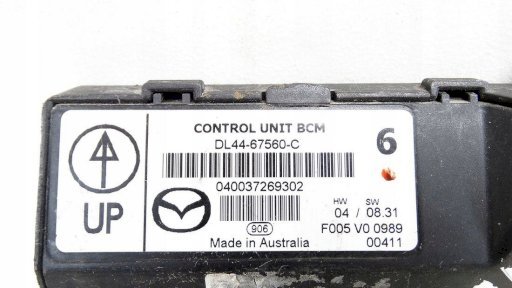 CONTROL UNIT BCM
DL44-67560-C
6
040037269302
HW SW
04 / 08.31
906
F005 V0 0989
Made in Australia
00411
UP